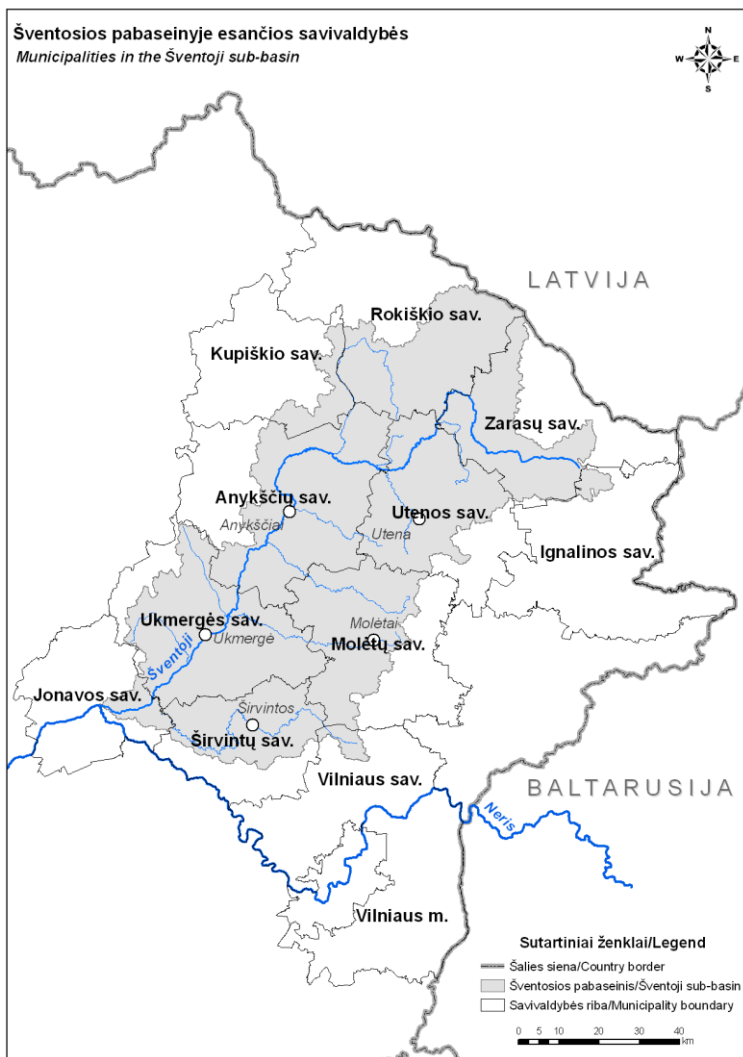 Šventosios pabaseinyje esančios savivaldybės
Municipalities in the Šventoji sub-basin
N
W E
S
LATVIJA
Rokiškio sav.
Kupiškio sav.
Zarasų sav.
Anykščių sav.
Anykščiai
Utenos sav.
Utena
Ignalinos sav.
Ukmergės sav.
Ukmergė
Molėtai
Molėtų sav.
Šventoji
Jonavos sav.
Širvintos
Širvintų sav.
Vilniaus sav.
BALTARUSIJA
Neris
Vilniaus m.
Sutartiniai ženklai/Legend
Šalies siena/Country border
Šventosios pabaseinis/Šventoji sub-basin
Savivaldybės riba/Municipality boundary
0 5 10 20 30 40
km